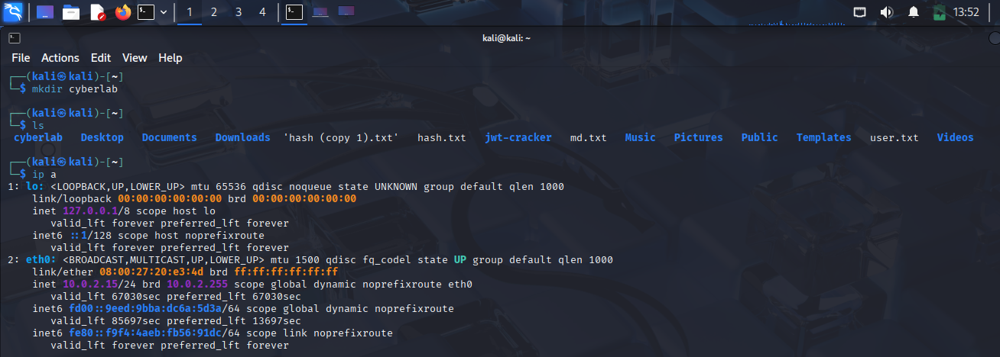 1 2 3 4 13:52
kali@kali: ~
File Actions Edit View Help
┌──(kali㉿kali)-[~]
└─$ mkdir cyberlab
┌──(kali㉿kali)-[~]
└─$ ls
cyberlab Desktop Documents Downloads 'hash (copy 1).txt' hash.txt jwt-cracker md.txt Music Pictures Public Templates user.txt Videos
┌──(kali㉿kali)-[~]
└─$ ip a
1: lo: <LOOPBACK,UP,LOWER_UP> mtu 65536 qdisc noqueue state UNKNOWN group default qlen 1000
link/loopback 00:00:00:00:00:00 brd 00:00:00:00:00:00
inet 127.0.0.1/8 scope host lo
valid_lft forever preferred_lft forever
inet6 ::1/128 scope host noprefixroute
valid_lft forever preferred_lft forever
2: eth0: <BROADCAST,MULTICAST,UP,LOWER_UP> mtu 1500 qdisc fq_codel state UP group default qlen 1000
link/ether 08:00:27:20:e3:4d brd ff:ff:ff:ff:ff:ff
inet 10.0.2.15/24 brd 10.0.2.255 scope global dynamic noprefixroute eth0
valid_lft 67030sec preferred_lft 67030sec
inet6 fd00::9eed:9bba:dc6a:5d3a/64 scope global dynamic noprefixroute
valid_lft 85697sec preferred_lft 13697sec
inet6 fe80::f9f4:4aeb:fb56:91dc/64 scope link noprefixroute
valid_lft forever preferred_lft forever